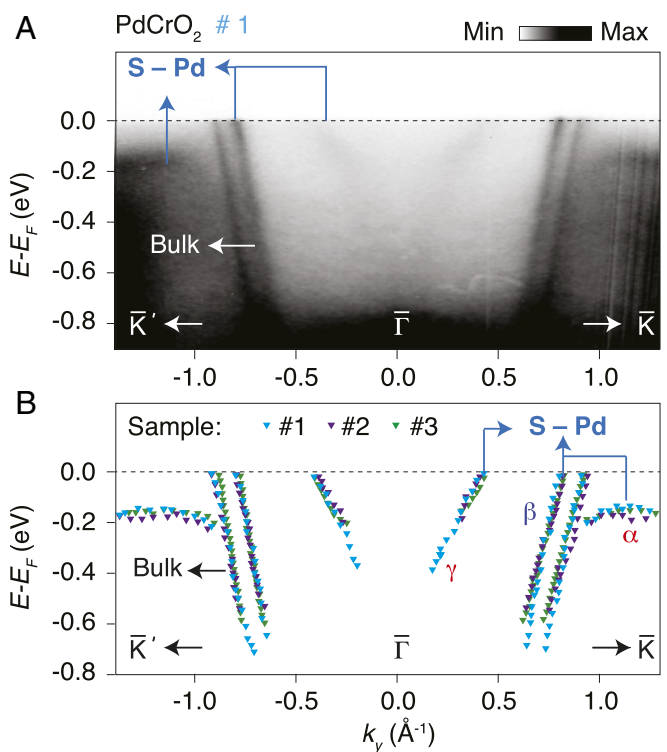 A
PdCrO2 # 1
Min Max
S – Pd
0.0
-0.2
-0.4
-0.6
-0.8
E-EF (eV)
Bulk
K̅′ Γ̅ K̅
-1.0 -0.5 0.0 0.5 1.0
B
Sample: #1 #2 #3 S – Pd
0.0
-0.2
-0.4
-0.6
-0.8
E-EF (eV)
β
α
Bulk γ
K̅′ Γ̅ K̅
-1.0 -0.5 0.0 0.5 1.0
ky (Å-1)